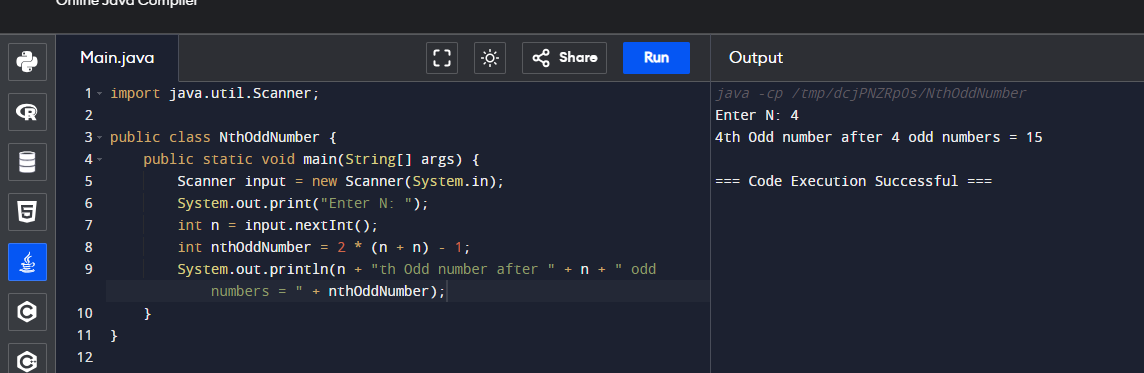 Online Java Compiler
Main.java
Share
Run
Output
1 import java.util.Scanner;
2
3 public class NthOddNumber {
4 public static void main(String[] args) {
5 Scanner input = new Scanner(System.in);
6 System.out.print("Enter N: ");
7 int n = input.nextInt();
8 int nthOddNumber = 2 * (n + n) - 1;
9 System.out.println(n + "th Odd number after " + n + " odd
numbers = " + nthOddNumber);
10 }
11 }
12
java -cp /tmp/dcjPNZRpOs/NthOddNumber
Enter N: 4
4th Odd number after 4 odd numbers = 15
=== Code Execution Successful ===